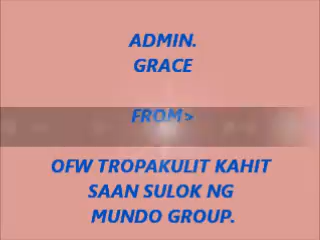 ADMIN.
GRACE
FROM>
OFW TROPAKULIT KAHIT
SAAN SULOK NG
MUNDO GROUP.